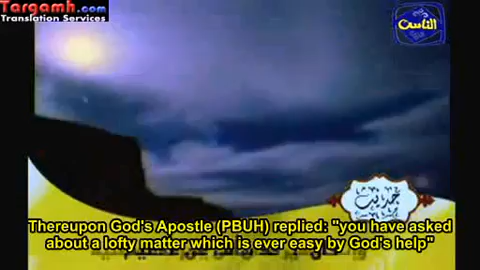 Targamh.com
Translation Services
الناس
حديث
Thereupon God's Apostle (PBUH) replied: "you have asked
about a lofty matter which is ever easy by God's help"